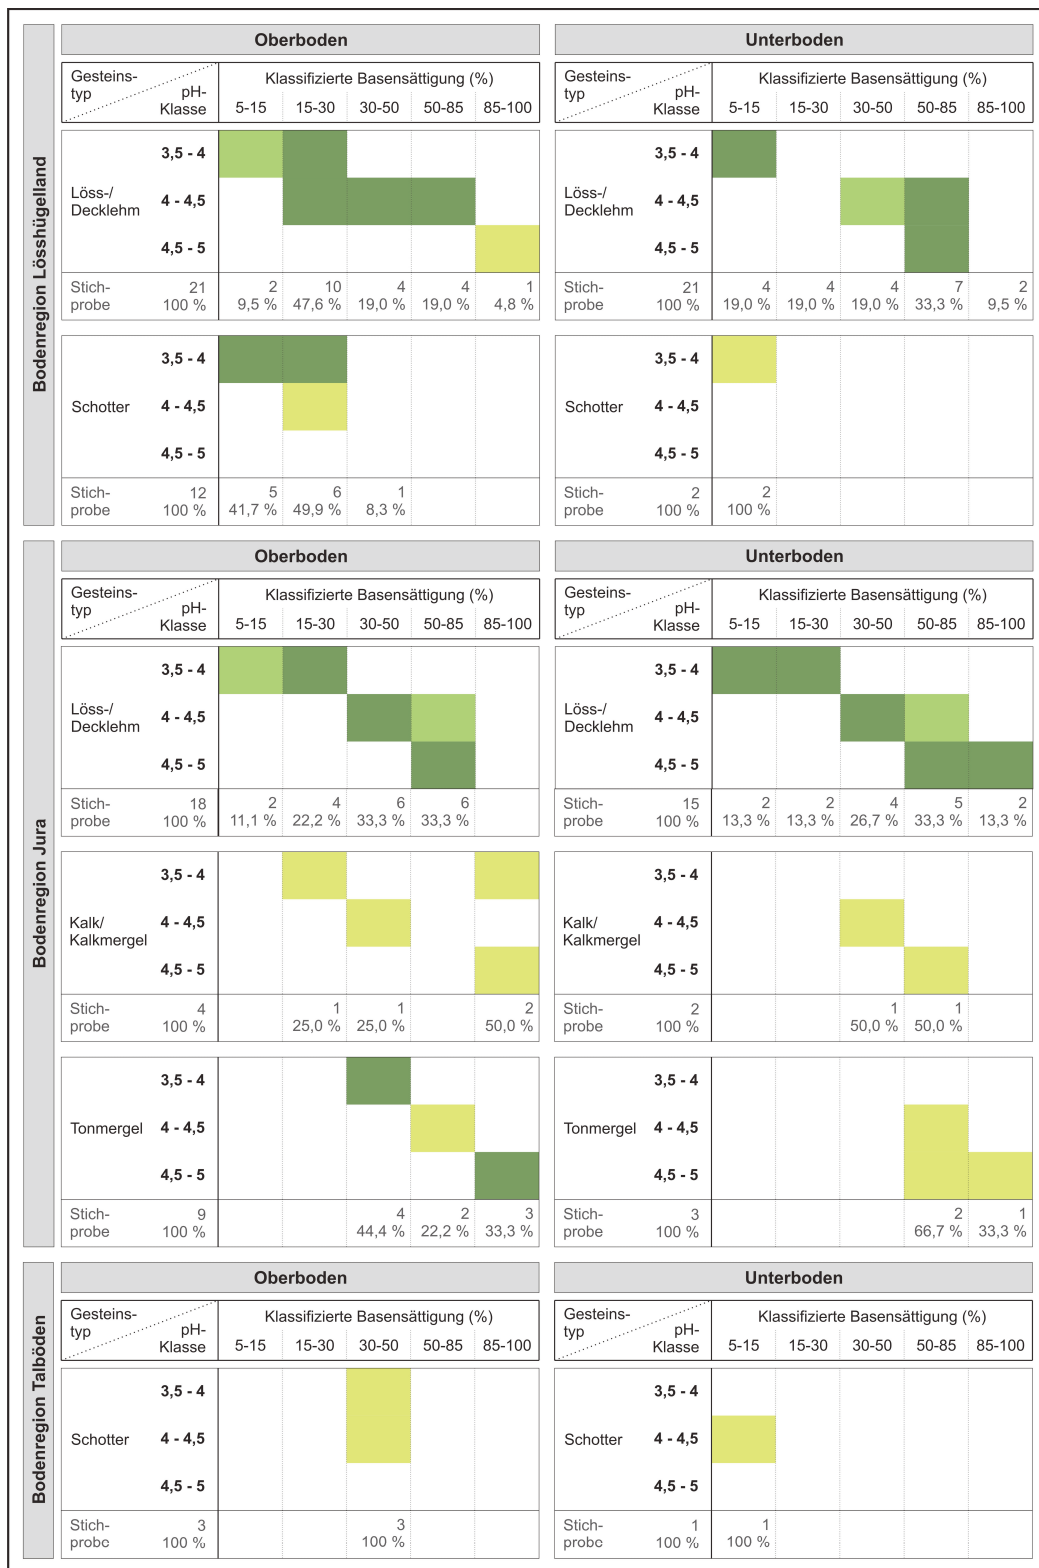 Bodenregion Lösshügelland
Oberboden
Gesteins-
typ
pH-
Klasse
Klassifizierte Basensättigung (%)
5-15 15-30 30-50 50-85 85-100
3,5 - 4
Löss-/
Decklehm
4 - 4,5
4,5 - 5
Stich- 21 2 10 4 4 1
probe 100 % 9,5 % 47,6 % 19,0 % 19,0 % 4,8 %
3,5 - 4
Schotter 4 - 4,5
4,5 - 5
Stich- 12 5 6 1
probe 100 % 41,7 % 49,9 % 8,3 %
Unterboden
Gesteins-
typ
pH-
Klasse
Klassifizierte Basensättigung (%)
5-15 15-30 30-50 50-85 85-100
3,5 - 4
Löss-/
Decklehm
4 - 4,5
4,5 - 5
Stich- 21 4 4 4 7 2
probe 100 % 19,0 % 19,0 % 19,0 % 33,3 % 9,5 %
3,5 - 4
Schotter 4 - 4,5
4,5 - 5
Stich- 2 2
probe 100 % 100 %
Bodenregion Jura
Oberboden
Gesteins-
typ
pH-
Klasse
Klassifizierte Basensättigung (%)
5-15 15-30 30-50 50-85 85-100
3,5 - 4
Löss-/
Decklehm
4 - 4,5
4,5 - 5
Stich- 18 2 4 6 6
probe 100 % 11,1 % 22,2 % 33,3 % 33,3 %
3,5 - 4
Kalk/
Kalkmergel
4 - 4,5
4,5 - 5
Stich- 4 1 1 2
probe 100 % 25,0 % 25,0 % 50,0 %
3,5 - 4
Tonmergel 4 - 4,5
4,5 - 5
Stich- 9 4 2 3
probe 100 % 44,4 % 22,2 % 33,3 %
Unterboden
Gesteins-
typ
pH-
Klasse
Klassifizierte Basensättigung (%)
5-15 15-30 30-50 50-85 85-100
3,5 - 4
Löss-/
Decklehm
4 - 4,5
4,5 - 5
Stich- 15 2 2 4 5 2
probe 100 % 13,3 % 13,3 % 26,7 % 33,3 % 13,3 %
3,5 - 4
Kalk/
Kalkmergel
4 - 4,5
4,5 - 5
Stich- 2 1 1
probe 100 % 50,0 % 50,0 %
3,5 - 4
Tonmergel 4 - 4,5
4,5 - 5
Stich- 3 2 1
probe 100 % 66,7 % 33,3 %
Bodenregion Talböden
Oberboden
Gesteins-
typ
pH-
Klasse
Klassifizierte Basensättigung (%)
5-15 15-30 30-50 50-85 85-100
3,5 - 4
Schotter 4 - 4,5
4,5 - 5
Stich- 3 3
probe 100 % 100 %
Unterboden
Gesteins-
typ
pH-
Klasse
Klassifizierte Basensättigung (%)
5-15 15-30 30-50 50-85 85-100
3,5 - 4
Schotter 4 - 4,5
4,5 - 5
Stich- 1 1
probe 100 % 100 %